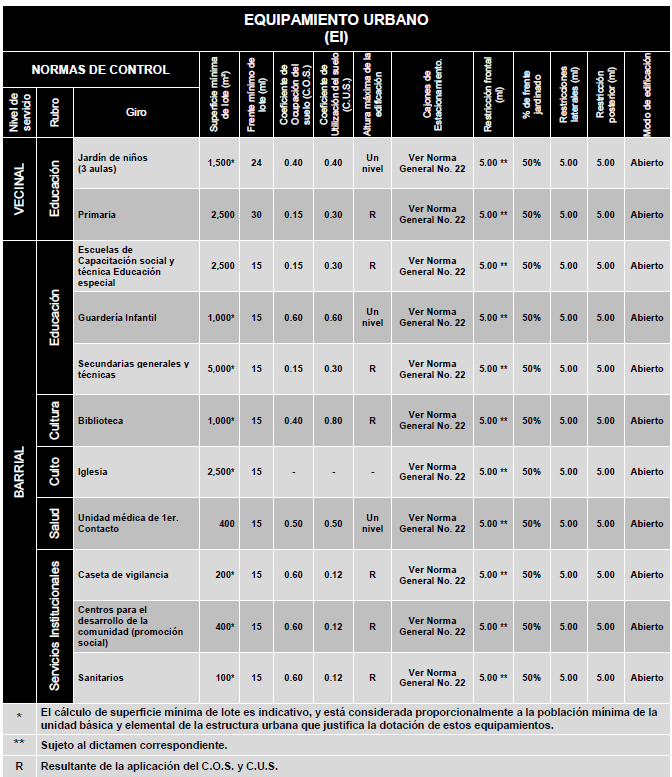 EQUIPAMIENTO URBANO
(EI)
NORMAS DE CONTROL
Nivel de servicio
Rubro
Giro
Superficie mínima de lote (m²)
Frente mínimo de lote (ml)
Coeficiente de Ocupación del suelo (C.O.S.)
Coeficiente de Utilización del suelo (C.U.S.)
Altura máxima de la edificación
Cajones de Estacionamiento.
Restricción frontal (ml)
% de frente jardinado
Restricciones laterales (ml)
Restricción posterior (ml)
Modo de edificación
VECINAL
Educación
Jardín de niños (3 aulas) 1,500* 24 0.40 0.40 Un nivel Ver Norma General No. 22 5.00 ** 50% 5.00 5.00 Abierto
Primaria 2,500 30 0.15 0.30 R Ver Norma General No. 22 5.00 ** 50% 5.00 5.00 Abierto
BARRIAL
Educación
Escuelas de Capacitación social y técnica Educación especial 2,500 15 0.15 0.30 R Ver Norma General No. 22 5.00 ** 50% 5.00 5.00 Abierto
Guardería Infantil 1,000* 15 0.60 0.60 Un nivel Ver Norma General No. 22 5.00 ** 50% 5.00 5.00 Abierto
Secundarias generales y técnicas 5,000* 15 0.15 0.30 R Ver Norma General No. 22 5.00 ** 50% 5.00 5.00 Abierto
Cultura
Biblioteca 1,000* 15 0.40 0.80 R Ver Norma General No. 22 5.00 ** 50% 5.00 5.00 Abierto
Culto
Iglesia 2,500* 15 - - - Ver Norma General No. 22 5.00 ** 50% 5.00 5.00 Abierto
Salud
Unidad médica de 1er. Contacto 400 15 0.50 0.50 Un nivel Ver Norma General No. 22 5.00 ** 50% 5.00 5.00 Abierto
Servicios Institucionales
Caseta de vigilancia 200* 15 0.60 0.12 R Ver Norma General No. 22 5.00 ** 50% 5.00 5.00 Abierto
Centros para el desarrollo de la comunidad (promoción social) 400* 15 0.60 0.12 R Ver Norma General No. 22 5.00 ** 50% 5.00 5.00 Abierto
Sanitarios 100* 15 0.60 0.12 R Ver Norma General No. 22 5.00 ** 50% 5.00 5.00 Abierto
* El cálculo de superficie mínima de lote es indicativo, y está considerada proporcionalmente a la población mínima de la
unidad básica y elemental de la estructura urbana que justifica la dotación de estos equipamientos.
** Sujeto al dictamen correspondiente.
R Resultante de la aplicación del C.O.S. y C.U.S.